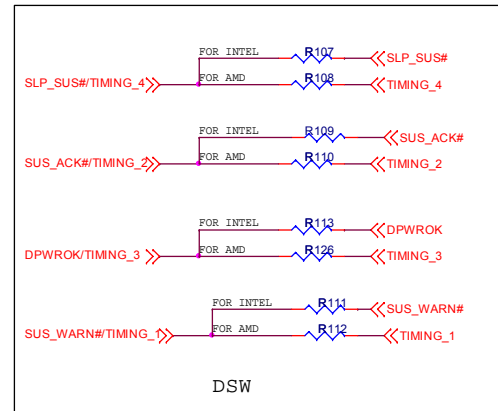 FOR INTEL R107 SLP_SUS#
SLP_SUS#/TIMING_4 FOR AMD R108 TIMING_4
FOR INTEL R109 SUS_ACK#
SUS_ACK#/TIMING_2 FOR AMD R110 TIMING_2
FOR INTEL R113 DPWROK
DPWROK/TIMING_3 FOR AMD R126 TIMING_3
FOR INTEL R111 SUS_WARN#
SUS_WARN#/TIMING_1 FOR AMD R112 TIMING_1
DSW